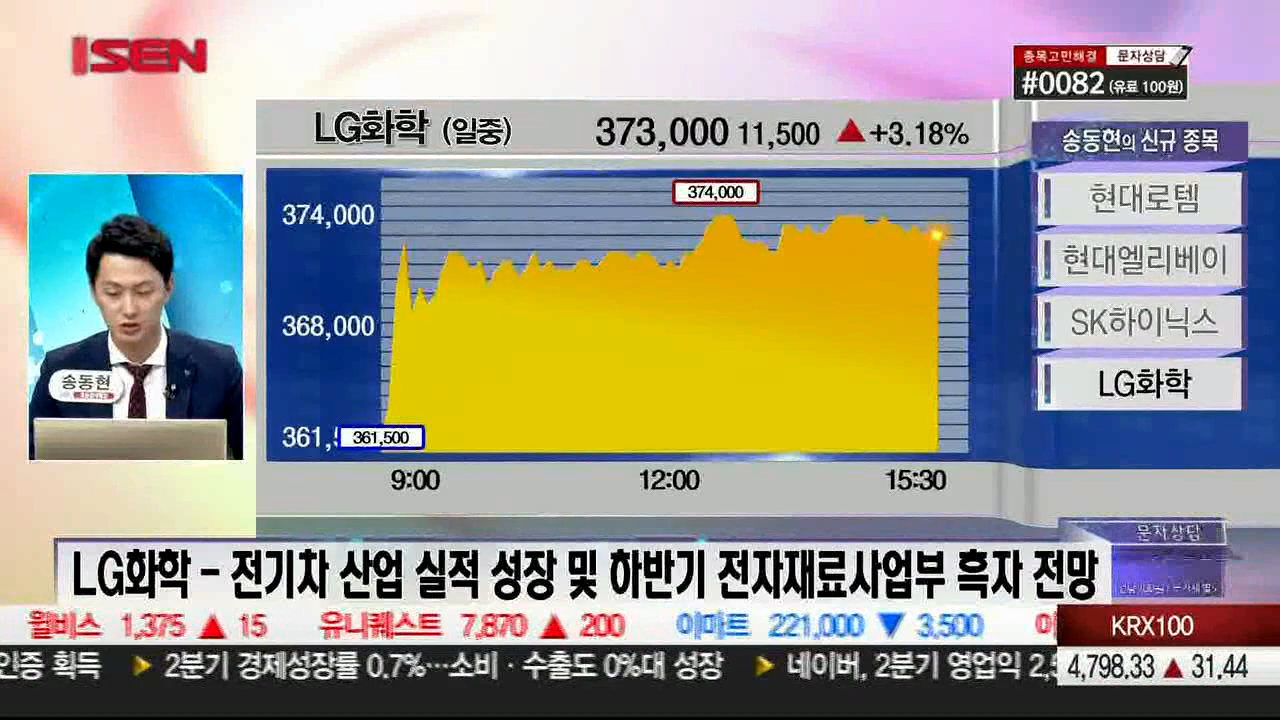 ISEN
종목고민해결 문자상담
#0082 (유료 100원)
LG화학 (일중) 373,000 11,500 ▲+3.18%
송동현의 신규 종목
현대로템
현대엘리베이
SK하이닉스
LG화학
374,000
374,000
368,000
361,5
361,500
9:00 12:00 15:30
송동현
문자상담
LG화학 – 전기차 산업 실적 성장 및 하반기 전자재료사업부 흑자 전망
윌비스 1,375 ▲ 15 유니퀘스트 7,870 ▲ 200 이마트 221,000 ▼ 3,500
KRX100
4,798.33 ▲ 31.44
인증 획득 ▶ 2분기 경제성장률 0.7%…소비·수출도 0%대 성장 ▶ 네이버, 2분기 영업익 2,5